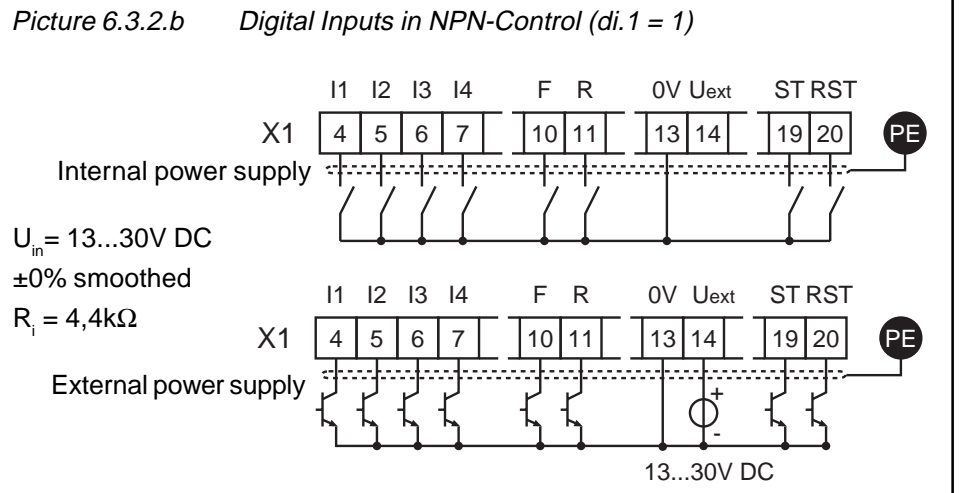 Picture 6.3.2.b Digital Inputs in NPN-Control (di.1 = 1)
I1 I2 I3 I4 F R 0V Uext ST RST
X1 4 5 6 7 10 11 13 14 19 20 PE
Internal power supply
Uin= 13...30V DC
±0% smoothed
Ri = 4,4kΩ
I1 I2 I3 I4 F R 0V Uext ST RST
X1 4 5 6 7 10 11 13 14 19 20 PE
External power supply
+
-
13...30V DC